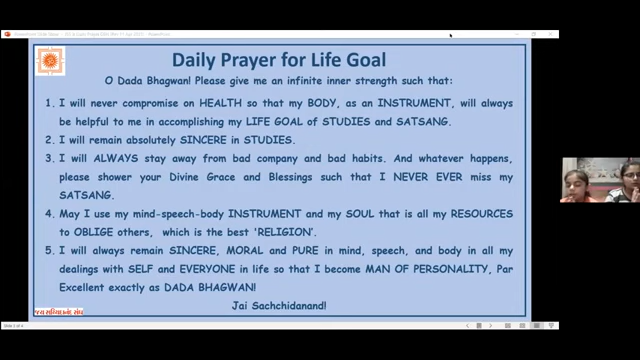 Daily Prayer for Life Goal
O Dada Bhagwan! Please give me an infinite inner strength such that:
1. I will never compromise on HEALTH so that my BODY, as an INSTRUMENT, will always
be helpful to me in accomplishing my LIFE GOAL of STUDIES and SATSANG.
2. I will remain absolutely SINCERE in STUDIES.
3. I will ALWAYS stay away from bad company and bad habits. And whatever happens,
please shower your Divine Grace and Blessings such that I NEVER EVER miss my
SATSANG.
4. May I use my mind-speech-body INSTRUMENT and my SOUL that is all my RESOURCES
to OBLIGE others, which is the best 'RELIGION'.
5. I will always remain SINCERE, MORAL and PURE in mind, speech, and body in all my
dealings with SELF and EVERYONE in life so that I become MAN OF PERSONALITY, Par
Excellent exactly as DADA BHAGWAN!
Jai Sachchidanand!
જય સચ્ચિદાનંદ સંઘ